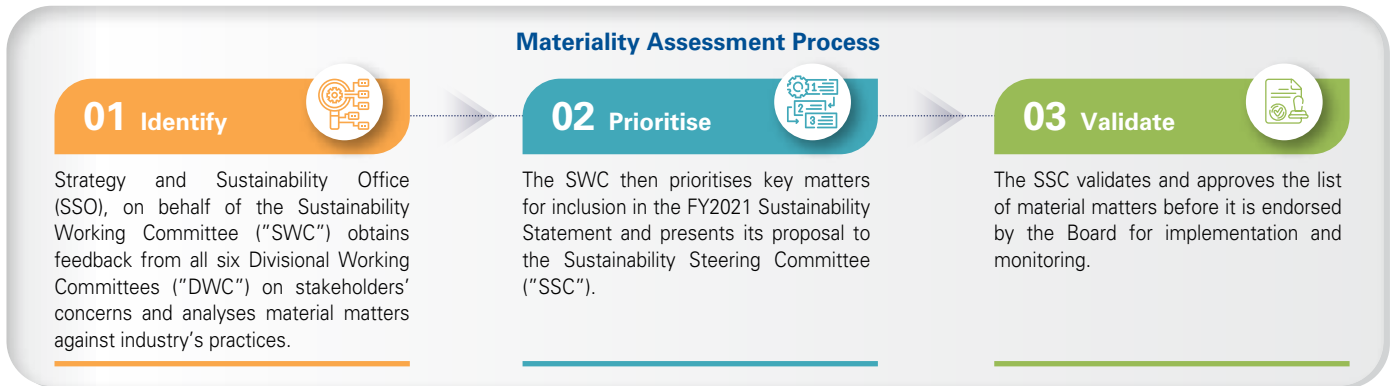 Materiality Assessment Process
01 Identify
Strategy and Sustainability Office
(SSO), on behalf of the Sustainability
Working Committee ("SWC") obtains
feedback from all six Divisional Working
Committees ("DWC") on stakeholders'
concerns and analyses material matters
against industry's practices.
02 Prioritise
1
2
3
The SWC then prioritises key matters
for inclusion in the FY2021 Sustainability
Statement and presents its proposal to
the Sustainability Steering Committee
("SSC").
03 Validate
The SSC validates and approves the list
of material matters before it is endorsed
by the Board for implementation and
monitoring.